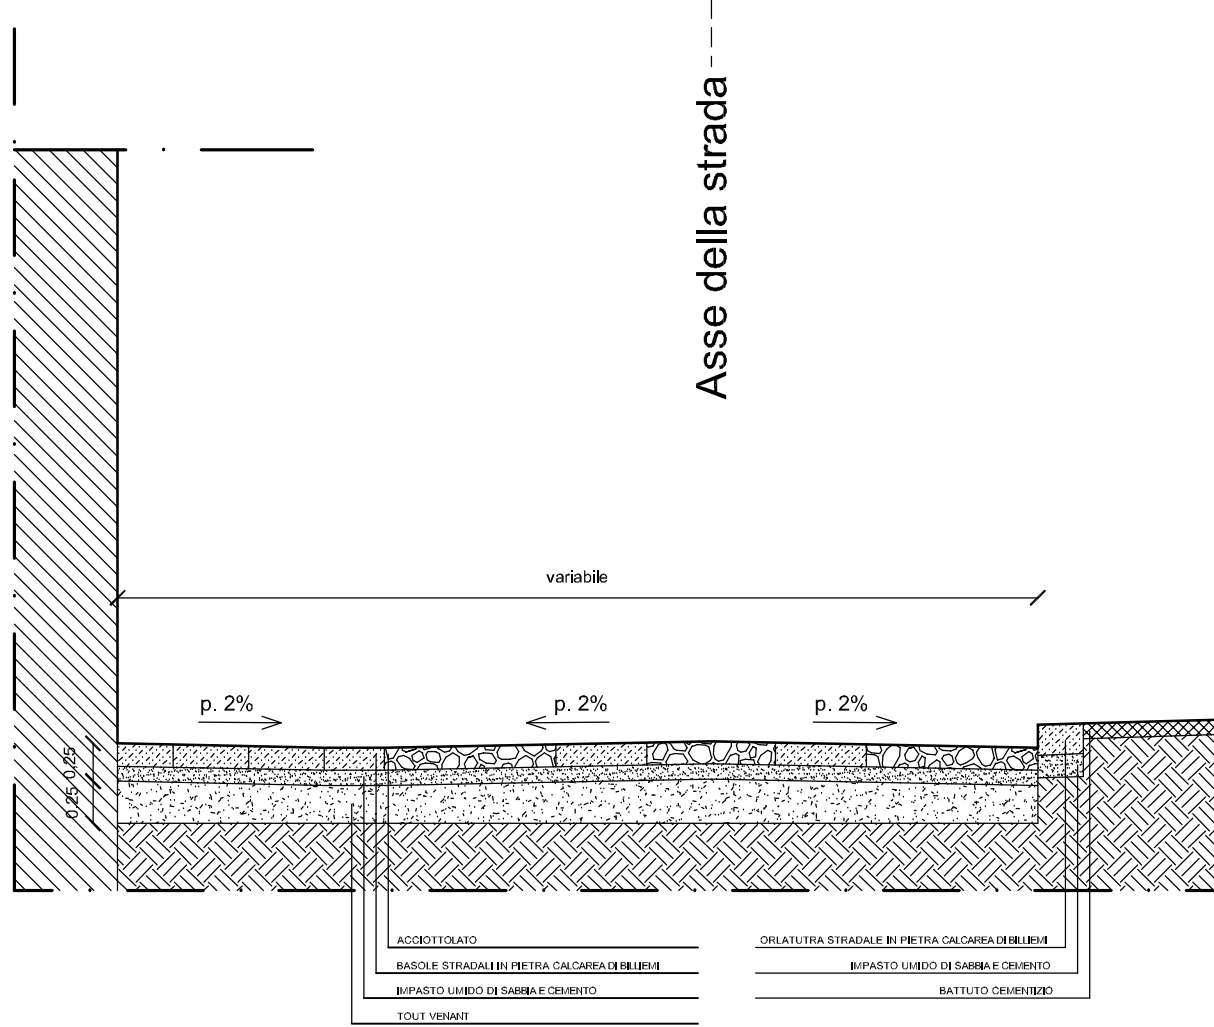 Asse della strada
variabile
p. 2%
p. 2%
p. 2%
0,25
0,25
ACCIOTTOLATO
BASOLE STRADALI IN PIETRA CALCAREA DI BILLIEMI
IMPASTO UMIDO DI SABBIA E CEMENTO
TOUT VENANT
ORLATUTRA STRADALE IN PIETRA CALCAREA DI BILLIEMI
IMPASTO UMIDO DI SABBIA E CEMENTO
BATTUTO CEMENTIZIO